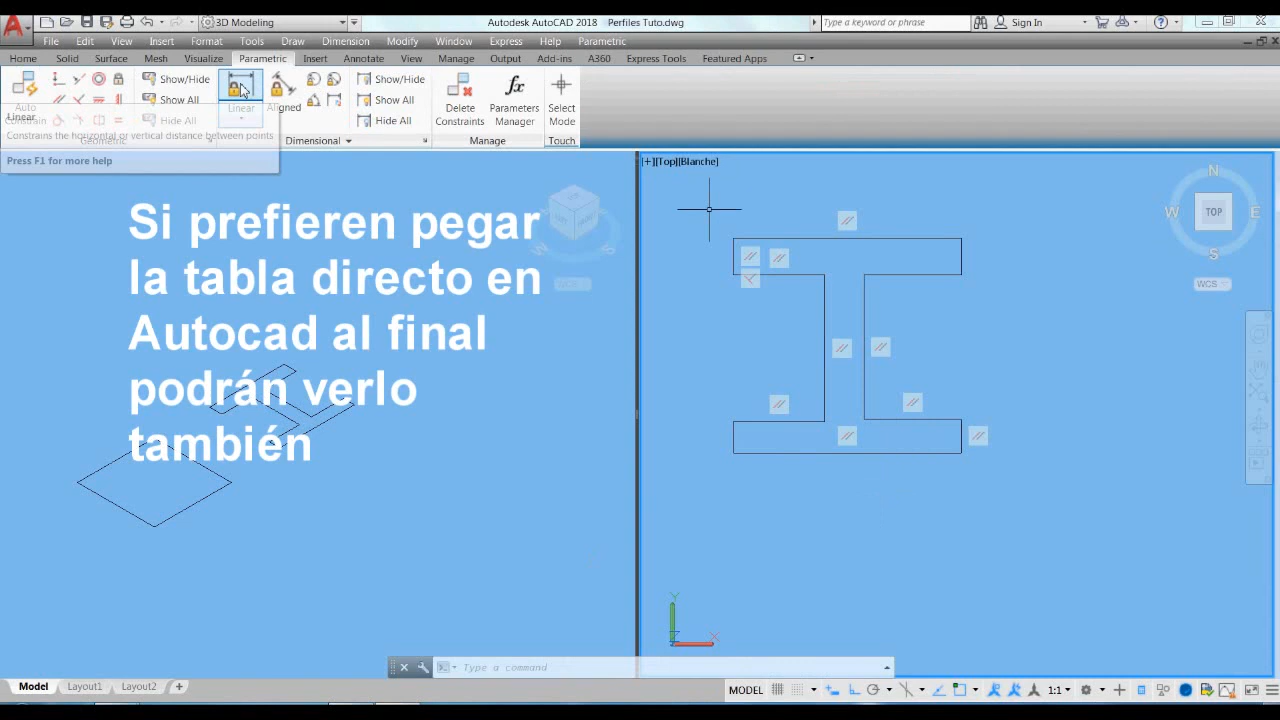 3D Modeling
Autodesk AutoCAD 2018 Perfiles Tuto.dwg
Type a keyword or phrase
Sign In
File Edit View Insert Format Tools Draw Dimension Modify Window Express Help Parametric
Home Solid Surface Mesh Visualize Parametric Insert Annotate View Manage Output Add-ins A360 Express Tools Featured Apps
Auto
Constrain
Show/Hide
Show All
Hide All
Geometric
Linear
Aligned
Show/Hide
Show All
Hide All
Dimensional
Delete
Constraints
Parameters
Manager
Manage
Select
Mode
Touch
Linear
Constrains the horizontal or vertical distance between points
Press F1 for more help
[+][Top][Blanche]
Si prefieren pegar
la tabla directo en
Autocad al final
podrán verlo
también
N
W TOP E
S
WCS
W S
Y
Z X
Type a command
Model Layout1 Layout2 +
MODEL 1:1